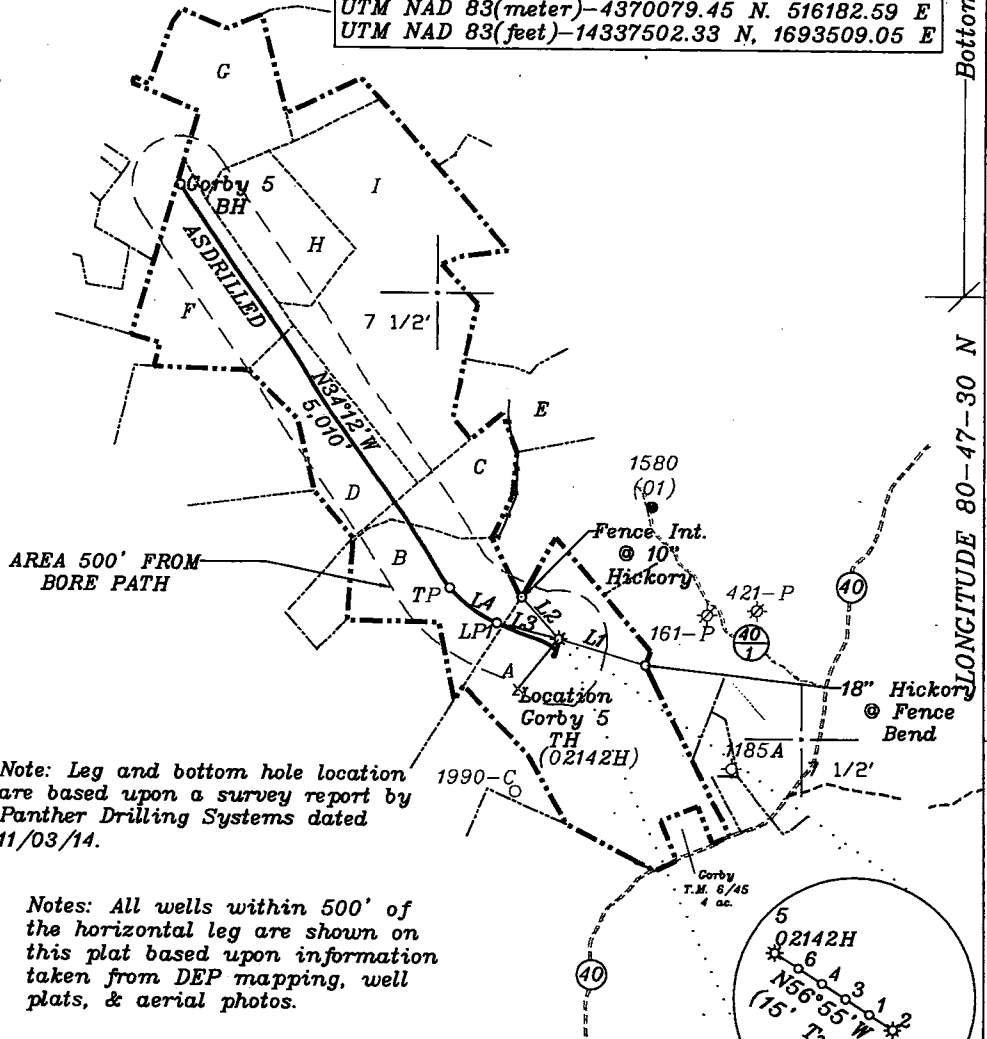 UTM NAD 83(meter)-4370079.45 N. 516182.59 E
UTM NAD 83(feet)-14337502.33 N, 1693509.05 E
Bottom
G
Gorby 5
BH
I
H
ASDRILLED
F
7 1/2'
N34°12'W
5,010'
LONGITUDE 80-47-30 N
E
C
1580
(01)
D
Fence Int.
@ 10"
Hickory
AREA 500' FROM
BORE PATH
B
TP
L4
L2
L3
LP
L1
421-P
161-P
40
1
40
A
18" Hickory
@ Fence
Bend
Location
Gorby 5
TH
(02142H)
1185A
7 1/2'
1990-C
Note: Leg and bottom hole location
are based upon a survey report by
Panther Drilling Systems dated
11/03/14.
Gorby
T.M. 6/45
4 ac.
Notes: All wells within 500' of
the horizontal leg are shown on
this plat based upon information
taken from DEP mapping, well
plats, & aerial photos.
40
5
02142H
6
4
3
1
2
N56°55'W
(15'